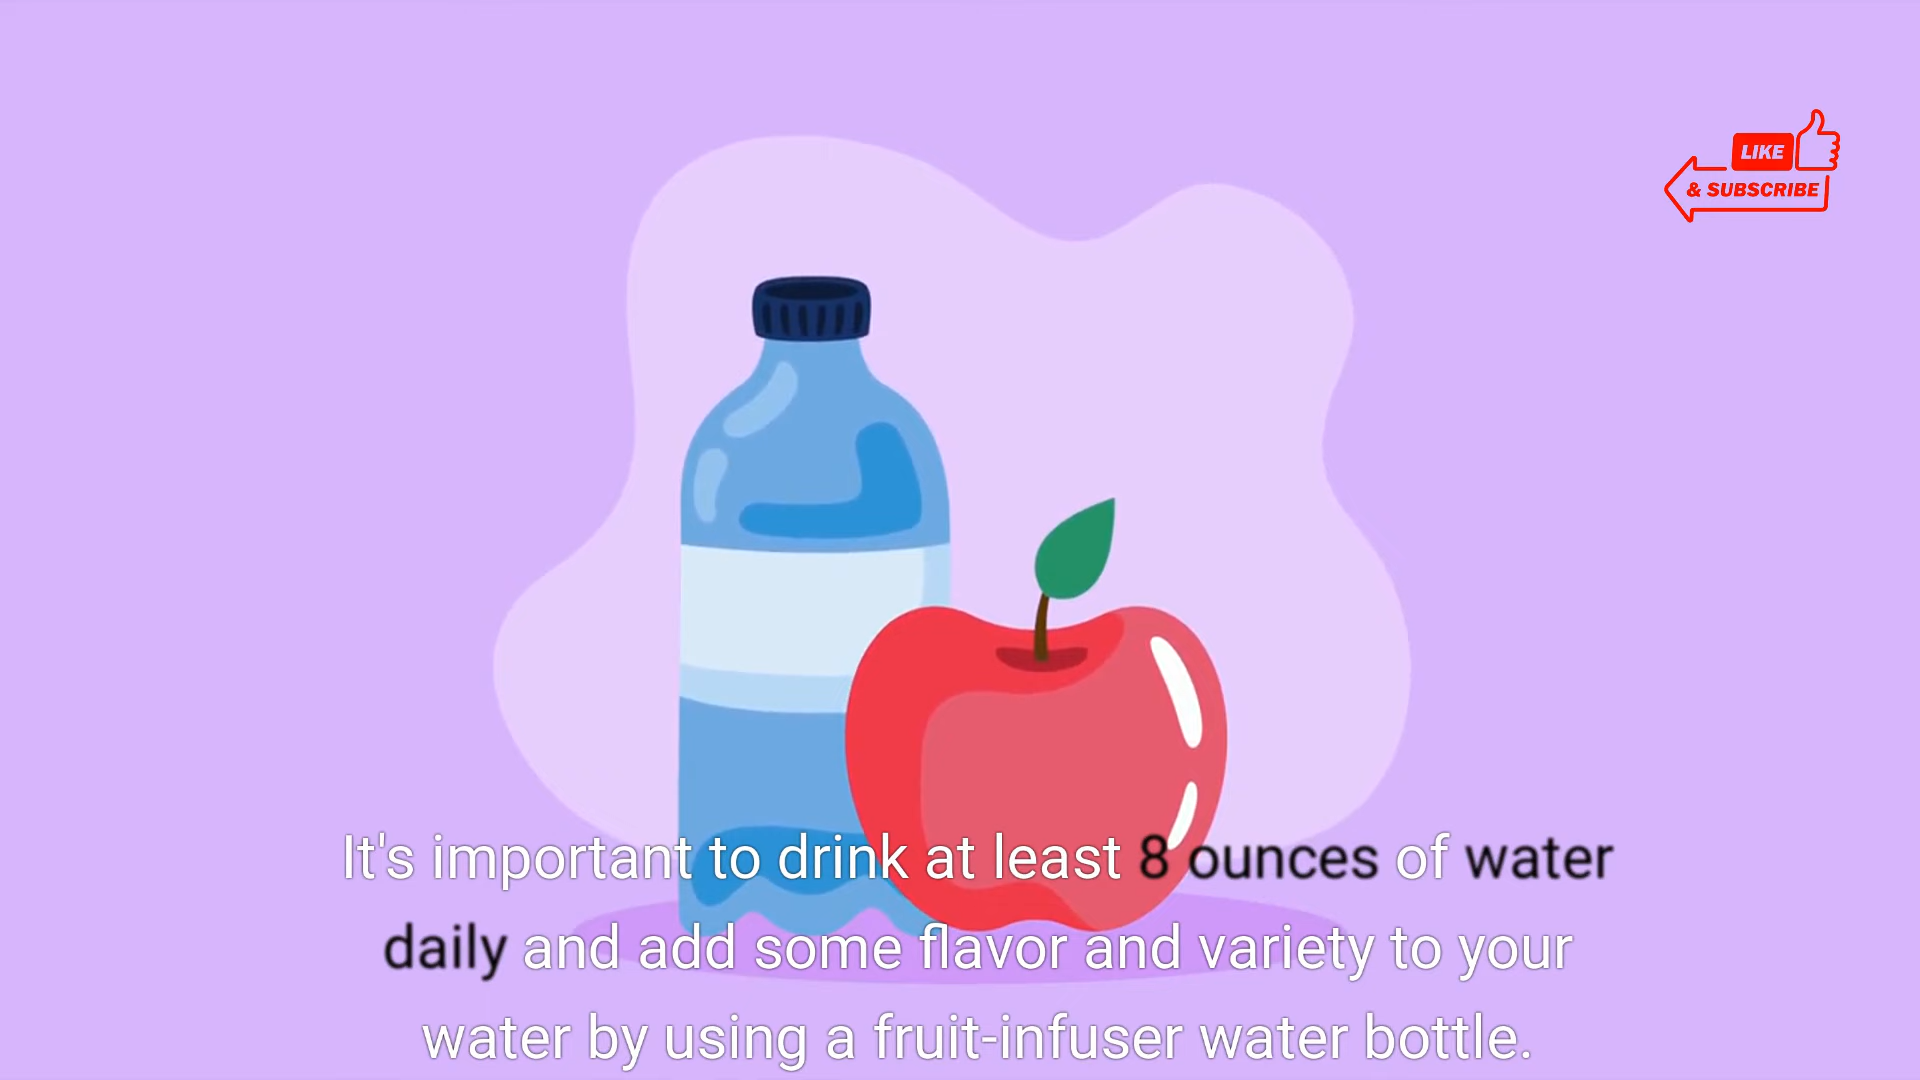 LIKE
& SUBSCRIBE
It's important to drink at least 8 ounces of water
daily and add some flavor and variety to your
water by using a fruit-infuser water bottle.